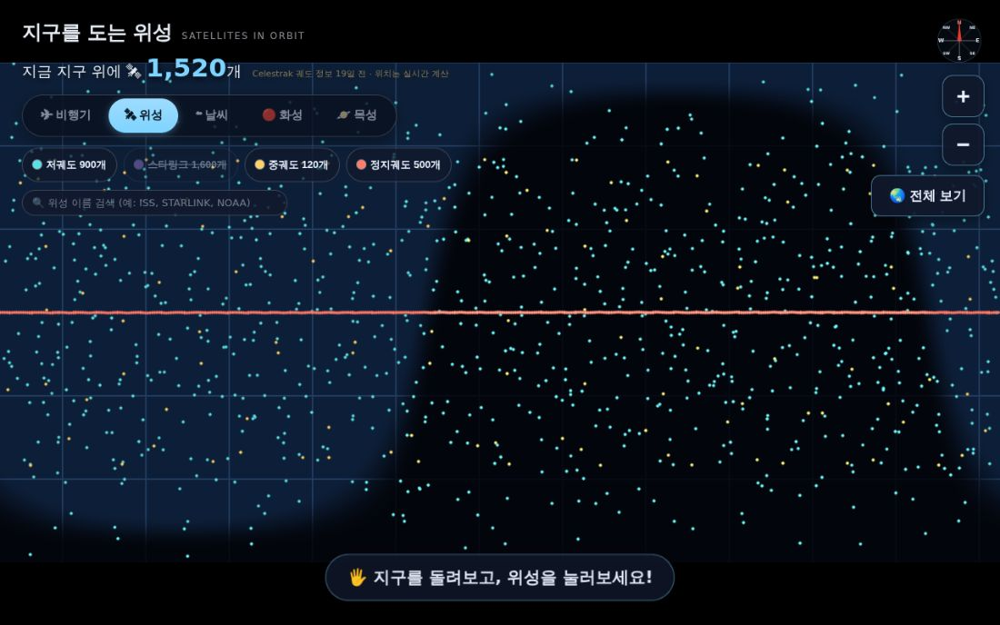 지구를 도는 위성 SATELLITES IN ORBIT
지금 지구 위에 🛰 1,520개 Celestrak 궤도 정보 19일 전 · 위치는 실시간 계산
✈ 비행기 🛰 위성 날씨 🔴 화성 🪐 목성
저궤도 900개 스타링크 1,600개 중궤도 120개 정지궤도 500개
🔍 위성 이름 검색 (예: ISS, STARLINK, NOAA)
N
NW NE
W E
SW SE
S
+
−
🌏 전체 보기
🖐 지구를 돌려보고, 위성을 눌러보세요!